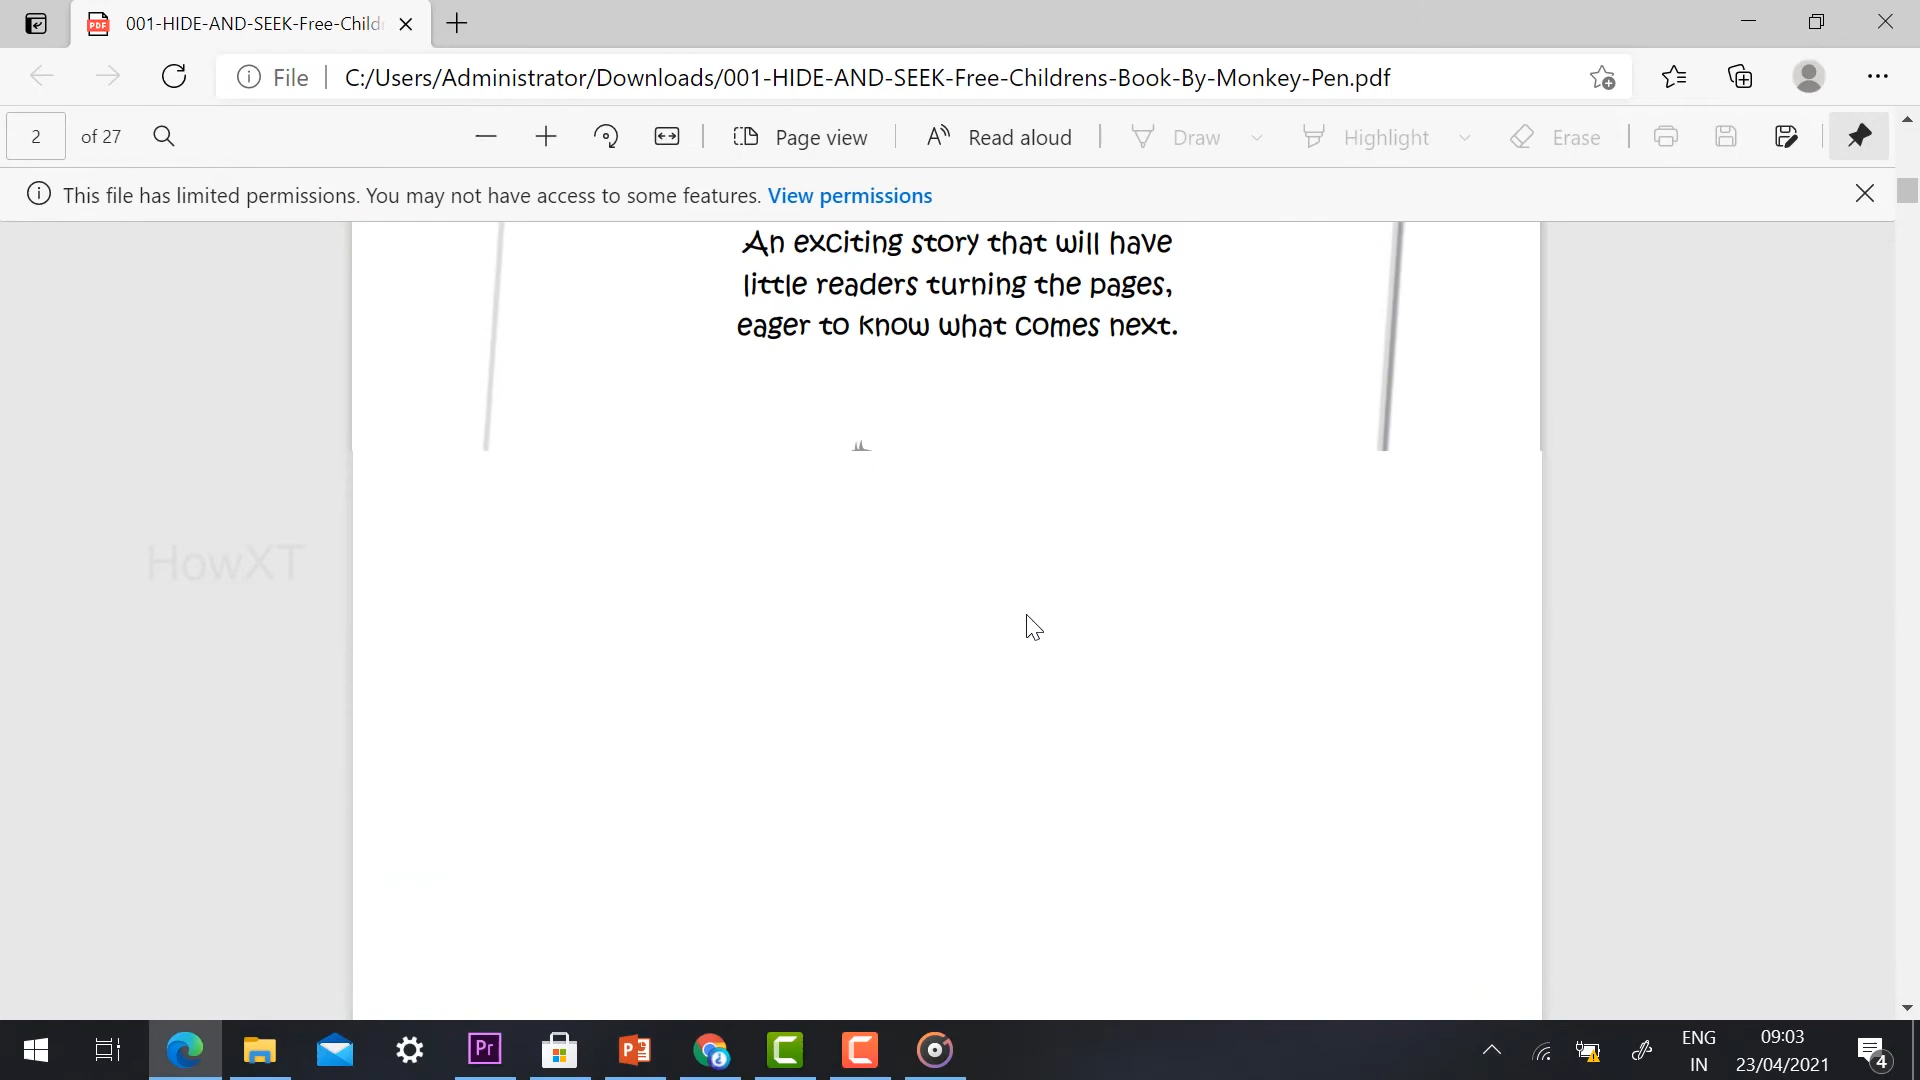 001-HIDE-AND-SEEK-Free-Child
File
C:/Users/Administrator/Downloads/001-HIDE-AND-SEEK-Free-Childrens-Book-By-Monkey-Pen.pdf
2 of 27
Page view
Read aloud
Draw
Highlight
Erase
This file has limited permissions. You may not have access to some features. View permissions
An exciting story that will have
little readers turning the pages,
eager to know what comes next.
HowXT
Pr
ENG
IN
09:03
23/04/2021
4